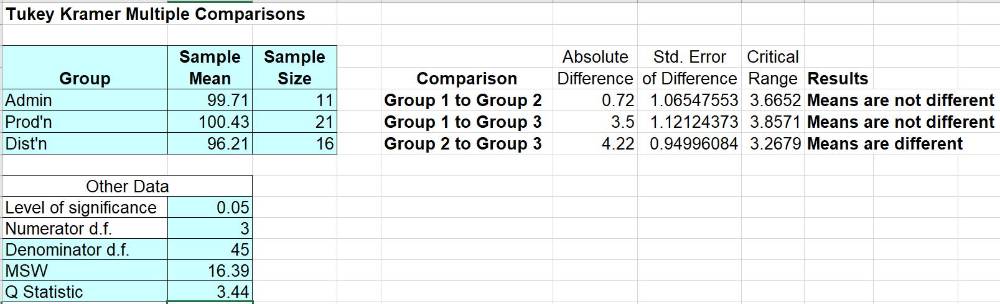 Tukey Kramer Multiple Comparisons
Sample Sample Absolute Std. Error Critical
Group Mean Size Comparison Difference of Difference Range Results
Admin 99.71 11 Group 1 to Group 2 0.72 1.06547553 3.6652 Means are not different
Prod'n 100.43 21 Group 1 to Group 3 3.5 1.12124373 3.8571 Means are not different
Dist'n 96.21 16 Group 2 to Group 3 4.22 0.94996084 3.2679 Means are different
Other Data
Level of significance 0.05
Numerator d.f. 3
Denominator d.f. 45
MSW 16.39
Q Statistic 3.44